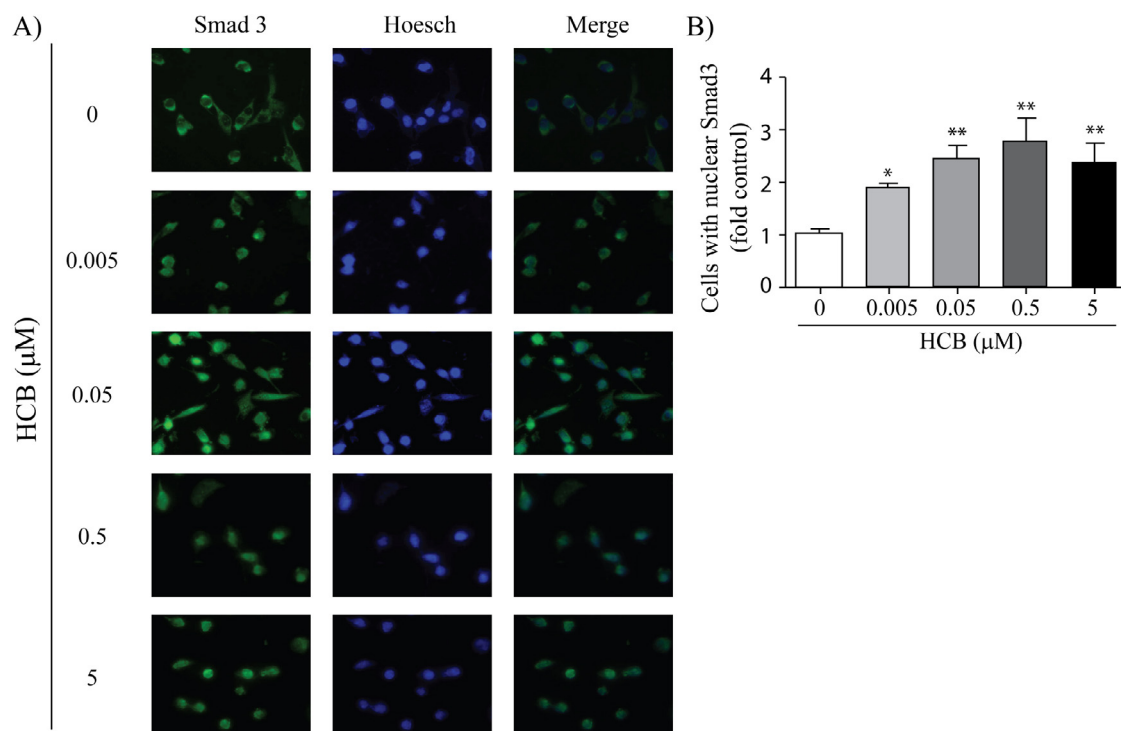 A)
Smad 3 Hoesch Merge
HCB (μM)
0
0.005
0.05
0.5
5
B)
Cells with nuclear Smad3
(fold control)
4
3
2
1
0
*
**
**
**
0 0.005 0.05 0.5 5
HCB (μM)